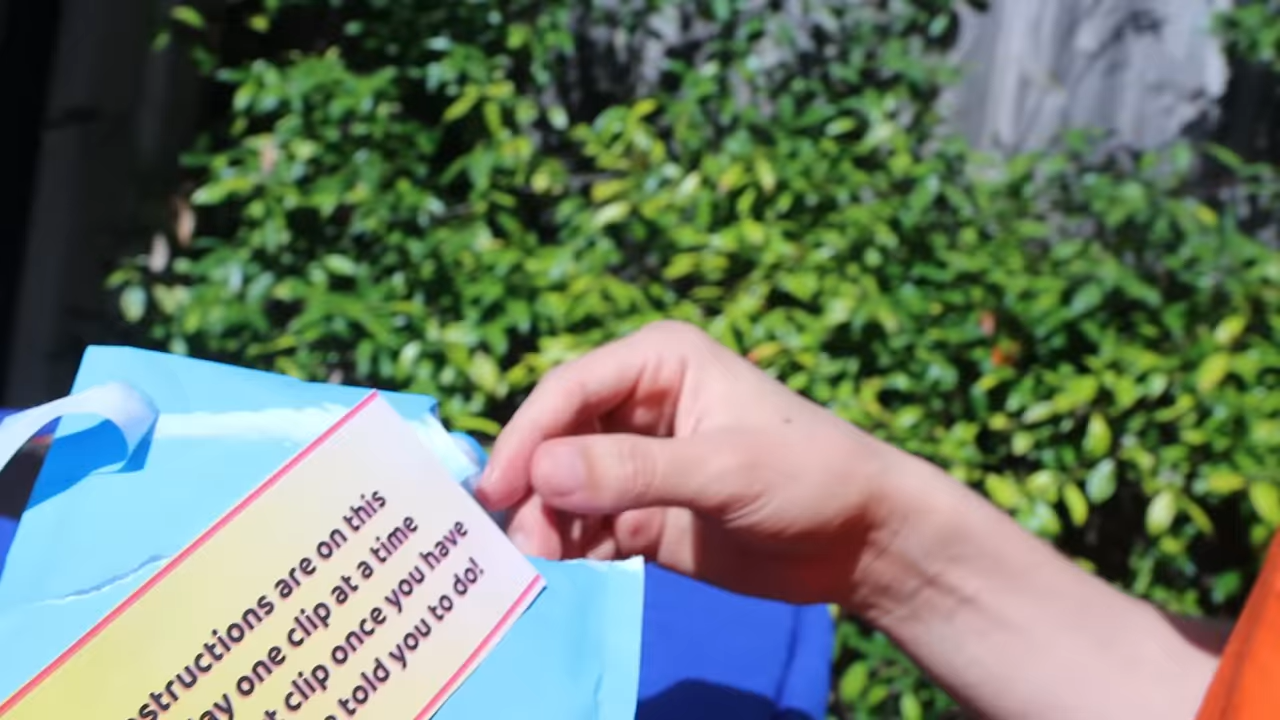 structions are on this
ay one clip at a time
clip once you have
told you to do!